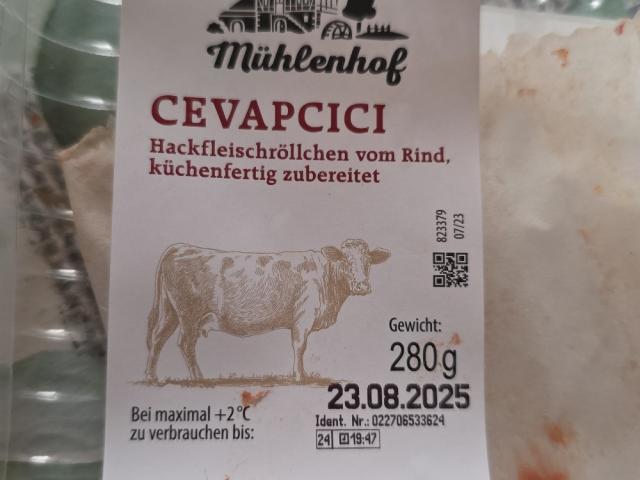 Mühlenhof
CEVAPCICI
Hackfleischröllchen vom Rind,
küchenfertig zubereitet
823379
07/23
Gewicht:
280g
23.08.2025
Bei maximal +2°C
zu verbrauchen bis:
Ident. Nr.: 022706533624
24 19:47